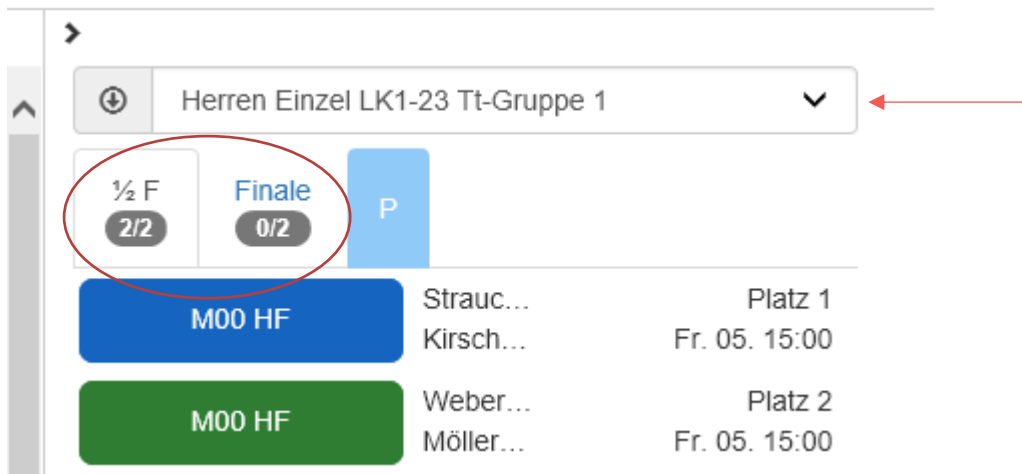 Herren Einzel LK1-23 Tt-Gruppe 1
½ F Finale P
2/2 0/2
M00 HF Strauc... Platz 1
Kirsch... Fr. 05. 15:00
M00 HF Weber... Platz 2
Möller... Fr. 05. 15:00